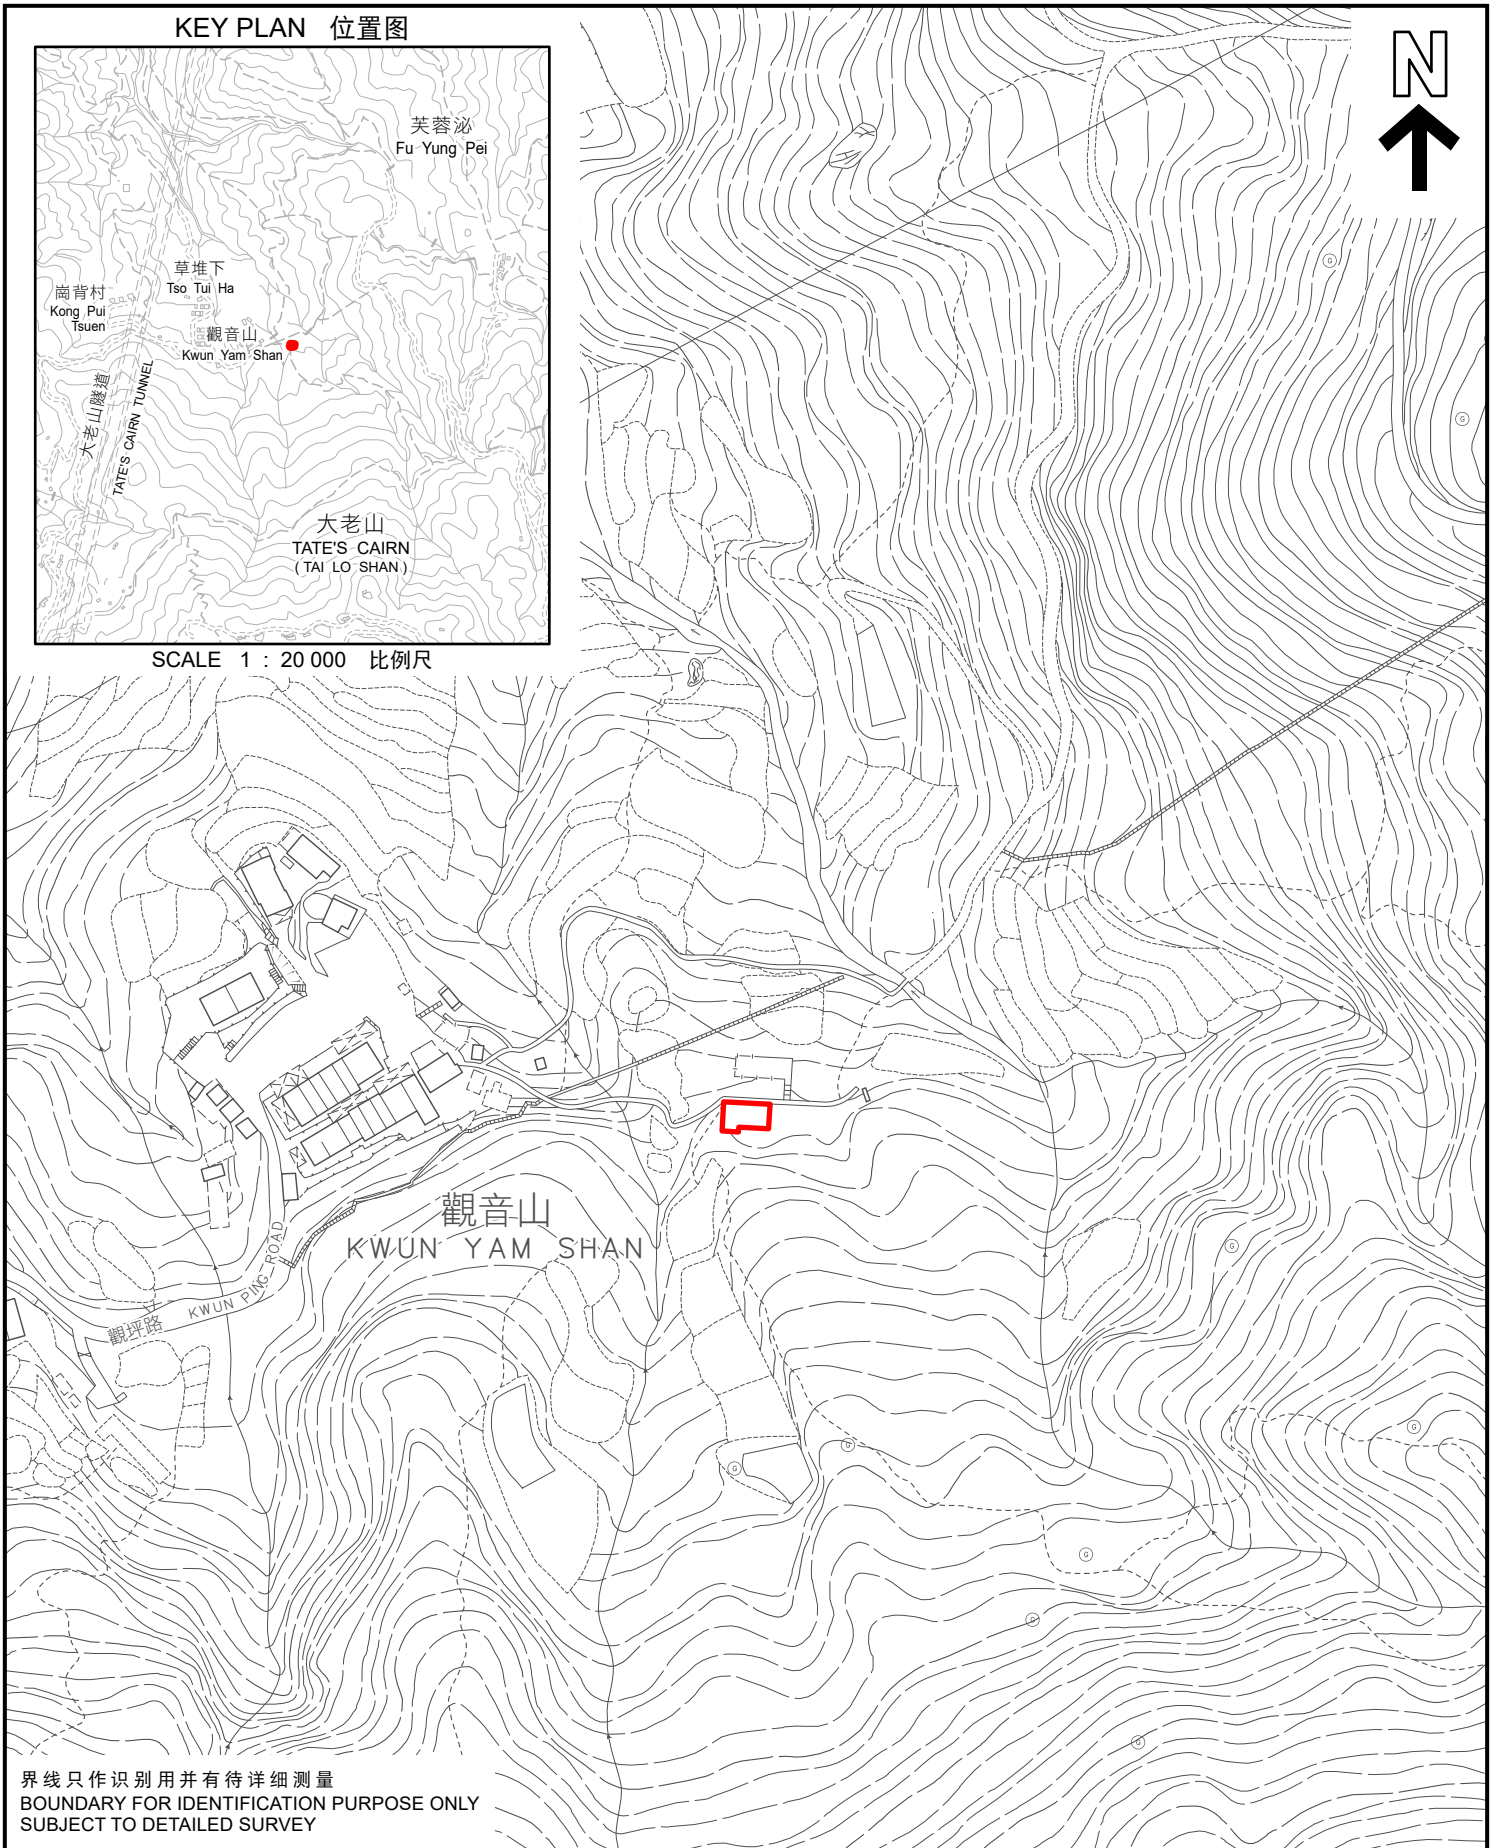 KEY PLAN 位置图
N
芙蓉泌
Fu Yung Pei
草堆下
Tso Tui Ha
崗背村
Kong Pui
Tsuen
觀音山
Kwun Yam Shan
大老山隧道
TATE'S CAIRN TUNNEL
大老山
TATE'S CAIRN
( TAI LO SHAN )
SCALE 1 : 20 000 比例尺
G
G
觀音山
KWUN YAM SHAN
G
觀坪路 KWUN PING ROAD
G
G
G
G
G
G
界线只作识别用并有待详细测量
BOUNDARY FOR IDENTIFICATION PURPOSE ONLY
SUBJECT TO DETAILED SURVEY